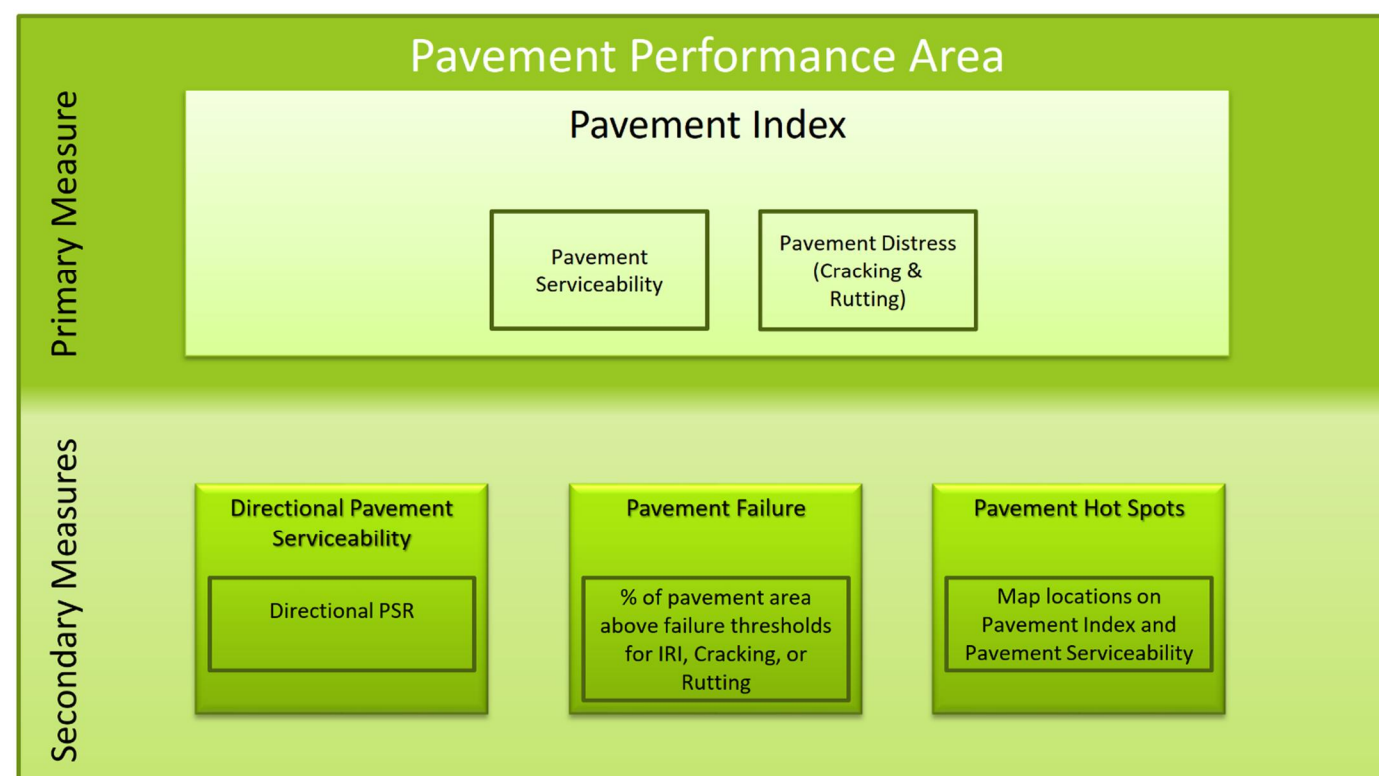 Pavement Performance Area
Primary Measure
Pavement Index
Pavement
Serviceability
Pavement Distress
(Cracking &
Rutting)
Secondary Measures
Directional Pavement
Serviceability
Directional PSR
Pavement Failure
% of pavement area
above failure thresholds
for IRI, Cracking, or
Rutting
Pavement Hot Spots
Map locations on
Pavement Index and
Pavement Serviceability